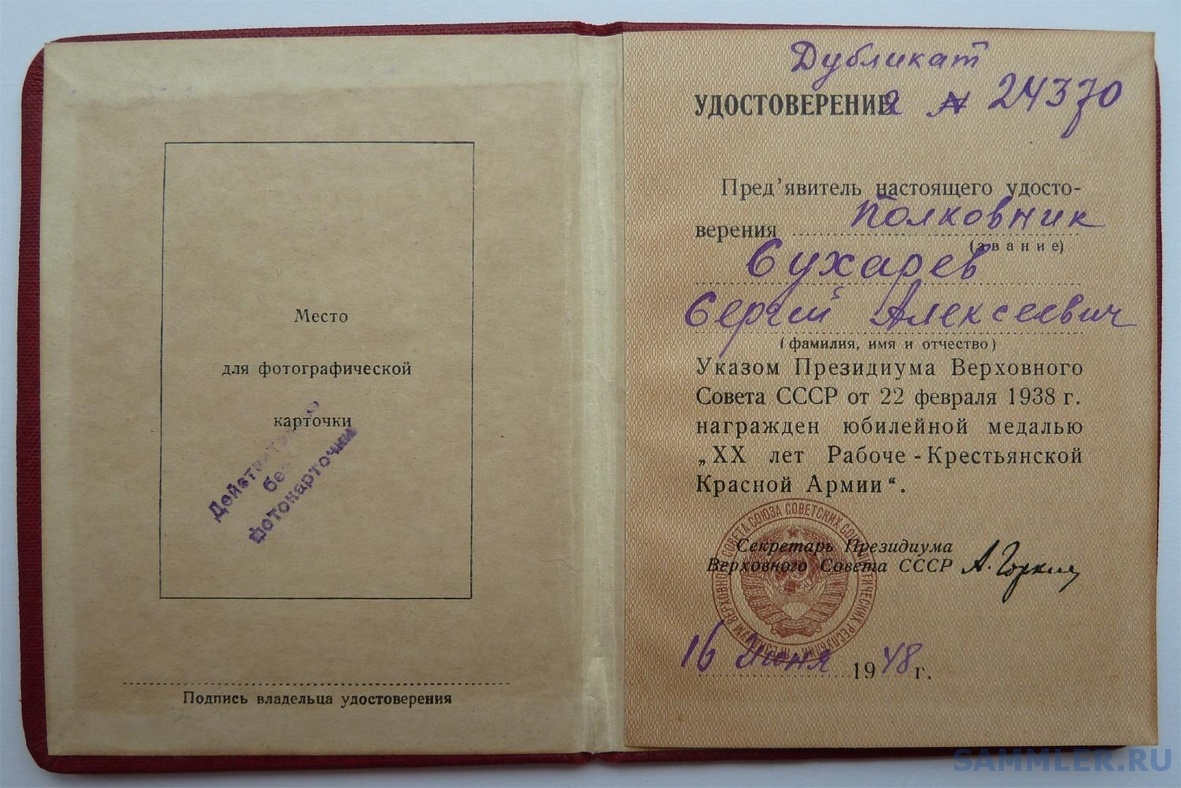 Место
для фотографической
карточки
Действительно
без
фотокарточки
Подпись владельца удостоверения
Дубликат
УДОСТОВЕРЕНИЯ № 24370
Пред’явитель настоящего удосто-
верения Полковник
(звание)
Сухарев
Сергей Алексеевич
(фамилия, имя и отчество)
Указом Президиума Верховного
Совета СССР от 22 февраля 1938 г.
награжден юбилейной медалью
„XX лет Рабоче-Крестьянской
Красной Армии“.
Секретарь Президиума
Верховного Совета СССР А. Горкин
16 июня 1948 г.
SAMMLER.RU